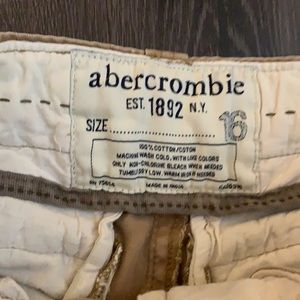 abercrombie
EST. 1892 N.Y.
SIZE 16
100% COTTON/COTON
MACHINE WASH COLD, WITH LIKE COLORS
ONLY NON-CHLORINE BLEACH WHEN NEEDED
TUMBLE DRY LOW, WARM IRON IF NEEDED
MADE IN INDIA